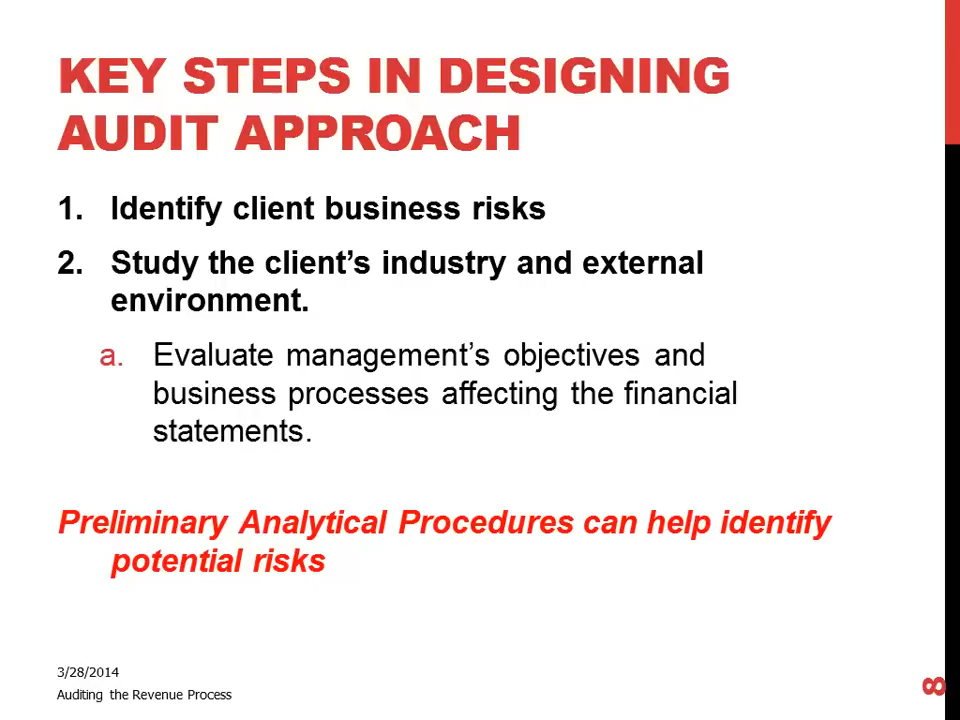 KEY STEPS IN DESIGNING
AUDIT APPROACH
1. Identify client business risks
2. Study the client’s industry and external
environment.
a. Evaluate management’s objectives and
business processes affecting the financial
statements.
Preliminary Analytical Procedures can help identify
potential risks
3/28/2014
Auditing the Revenue Process
8